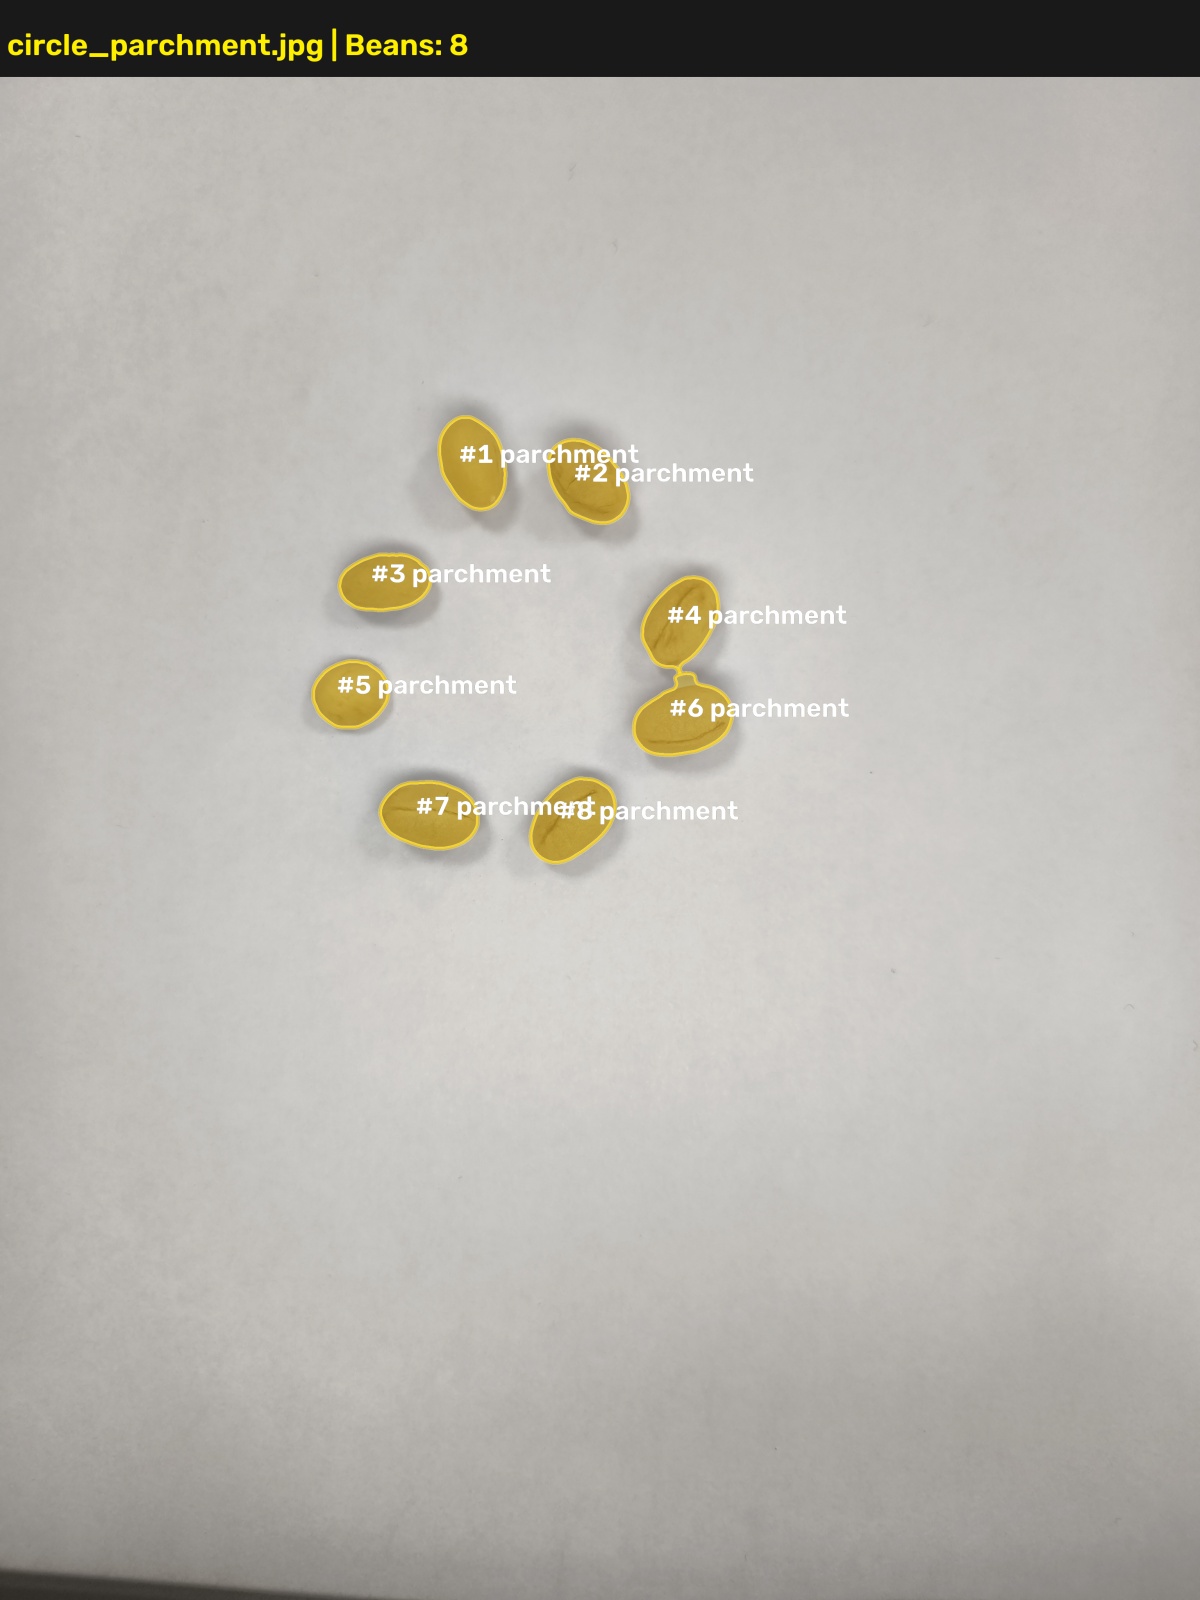 circle_parchment.jpg | Beans: 8
#1 parchment
#2 parchment
#3 parchment
#4 parchment
#5 parchment
#6 parchment
#7 parchment
#8 parchment